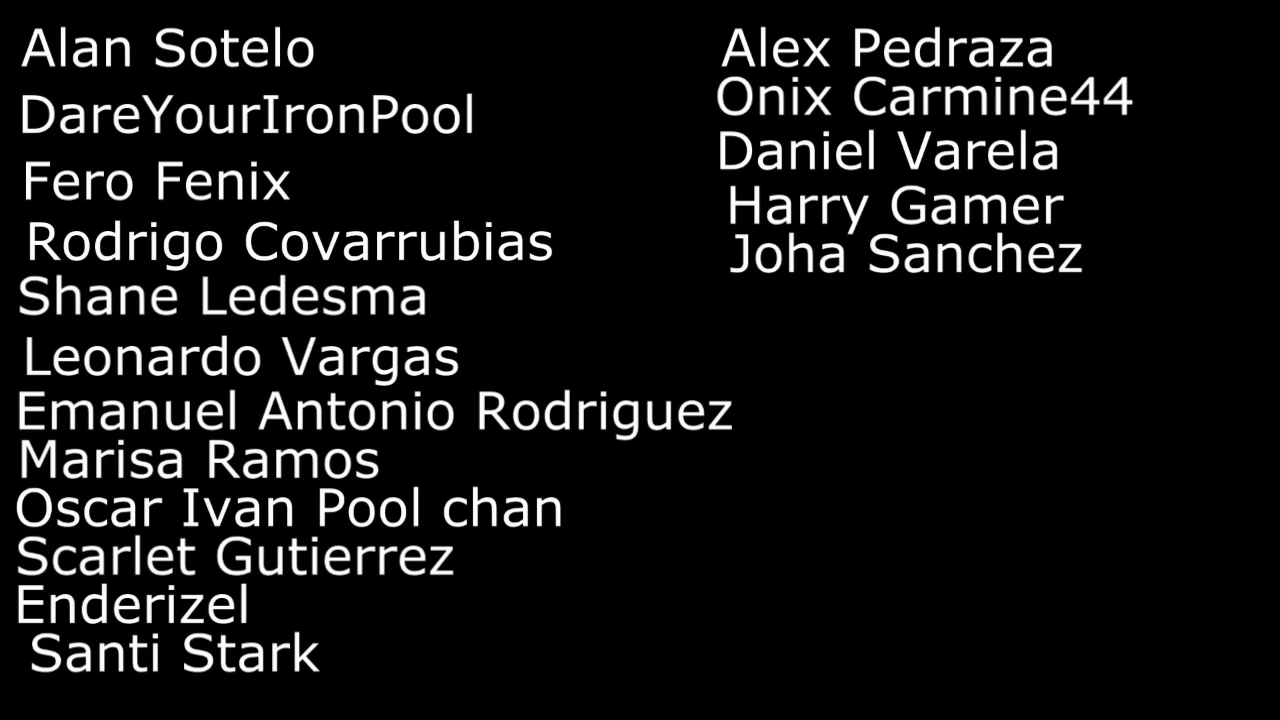 Alan Sotelo
DareYourIronPool
Fero Fenix
Rodrigo Covarrubias
Shane Ledesma
Leonardo Vargas
Emanuel Antonio Rodriguez
Marisa Ramos
Oscar Ivan Pool chan
Scarlet Gutierrez
Enderizel
Santi Stark
Alex Pedraza
Onix Carmine44
Daniel Varela
Harry Gamer
Joha Sanchez